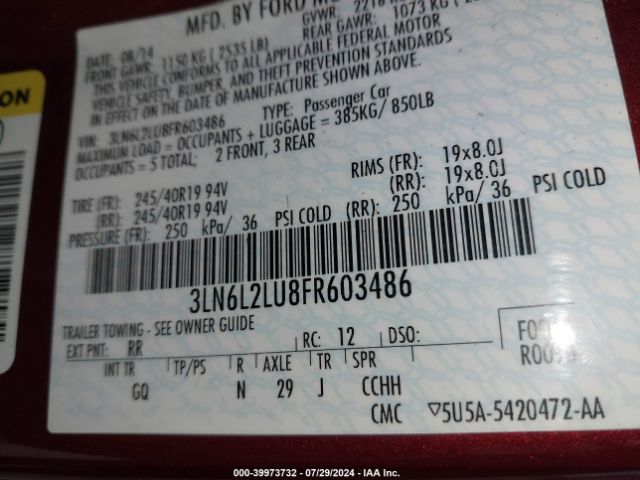 MFD. BY FORD MO
DATE: 08/14 GVWR: 2218 K
FRONT GAWR: 1150 KG ( 2535 LB) REAR GAWR: 1073 KG (
THIS VEHICLE CONFORMS TO ALL APPLICABLE FEDERAL MOTOR
VEHICLE SAFETY, BUMPER, AND THEFT PREVENTION STANDARDS
IN EFFECT ON THE DATE OF MANUFACTURE SHOWN ABOVE.
VIN: 3LN6L2LU8FR603486 TYPE: Passenger Car
MAXIMUM LOAD = OCCUPANTS + LUGGAGE = 385KG/ 850LB
OCCUPANTS = 5 TOTAL; 2 FRONT, 3 REAR
TIRE (FR): 245/40R19 94V RIMS (FR): 19x8.0J
(RR): 245/40R19 94V (RR): 19x8.0J
PRESSURE (FR): 250 kPa/ 36 PSI COLD (RR): 250 kPa/ 36 PSI COLD
3LN6L2LU8FR603486
TRAILER TOWING - SEE OWNER GUIDE
EXT PNT: RR RC: 12 DSO:
INT TR TP/PS R AXLE TR SPR
GQ N 29 J CCHH
CMC ▽5U5A-5420472-AA
ON
000-39973732 - 07/29/2024 - IAA Inc.